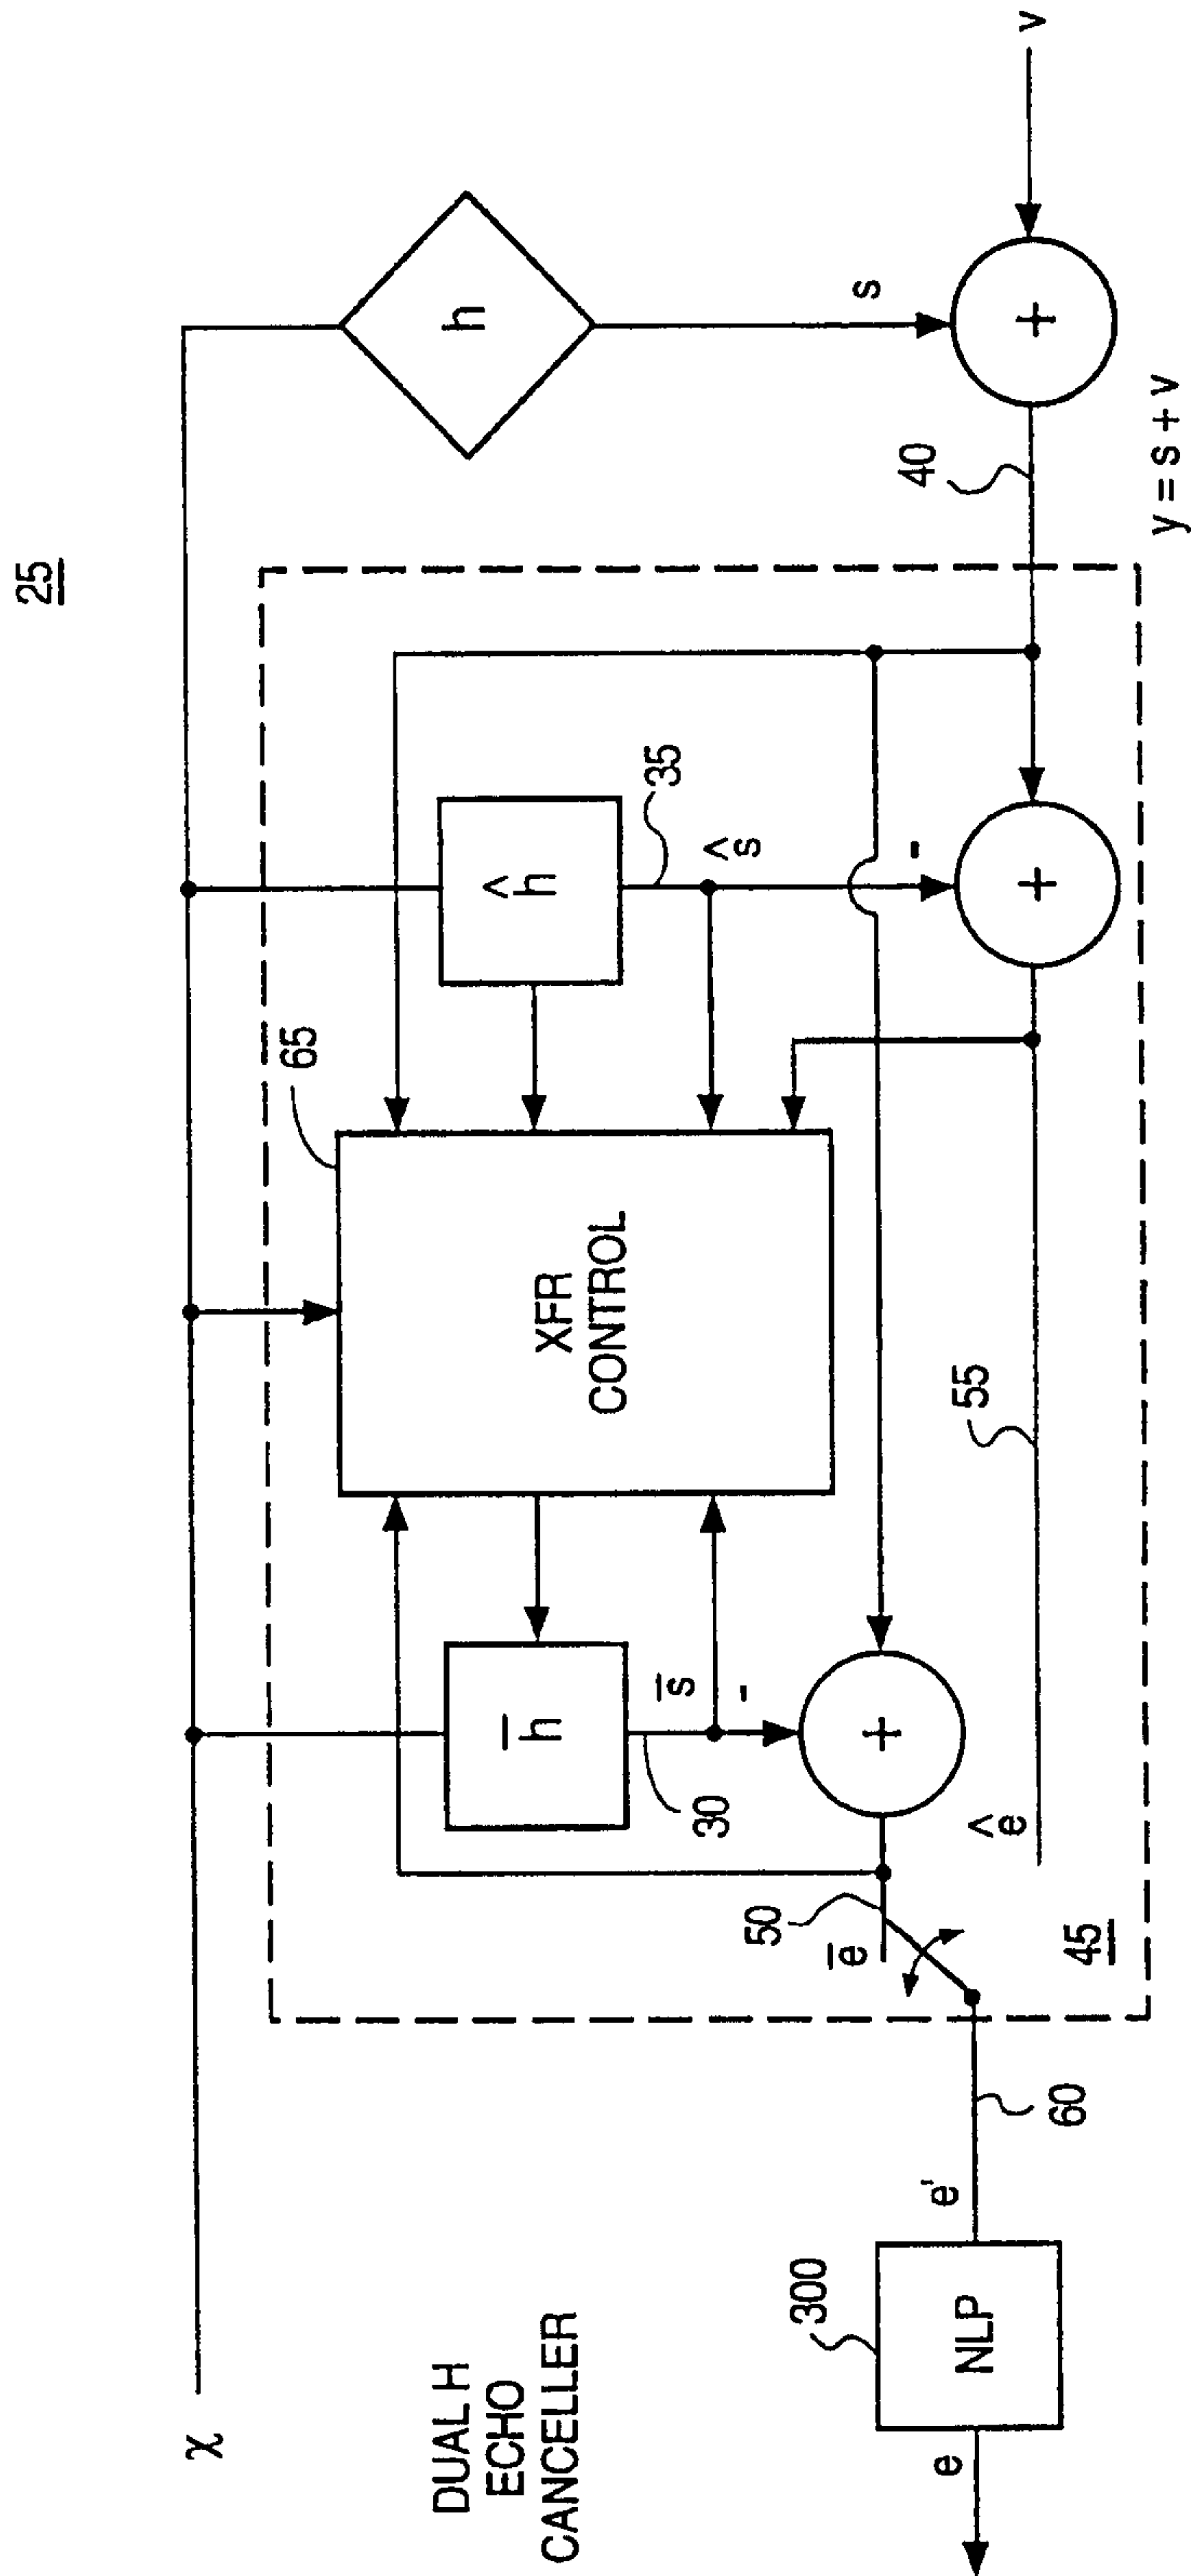 25
χ
h
s
v
40
y = s + v
65
ĥ
35
ŝ
-
+
+
XFR
CONTROL
h̄
30
s̄
-
+
55
ê
50
ē
45
60
e'
300
NLP
e
DUAL H
ECHO
CANCELLER